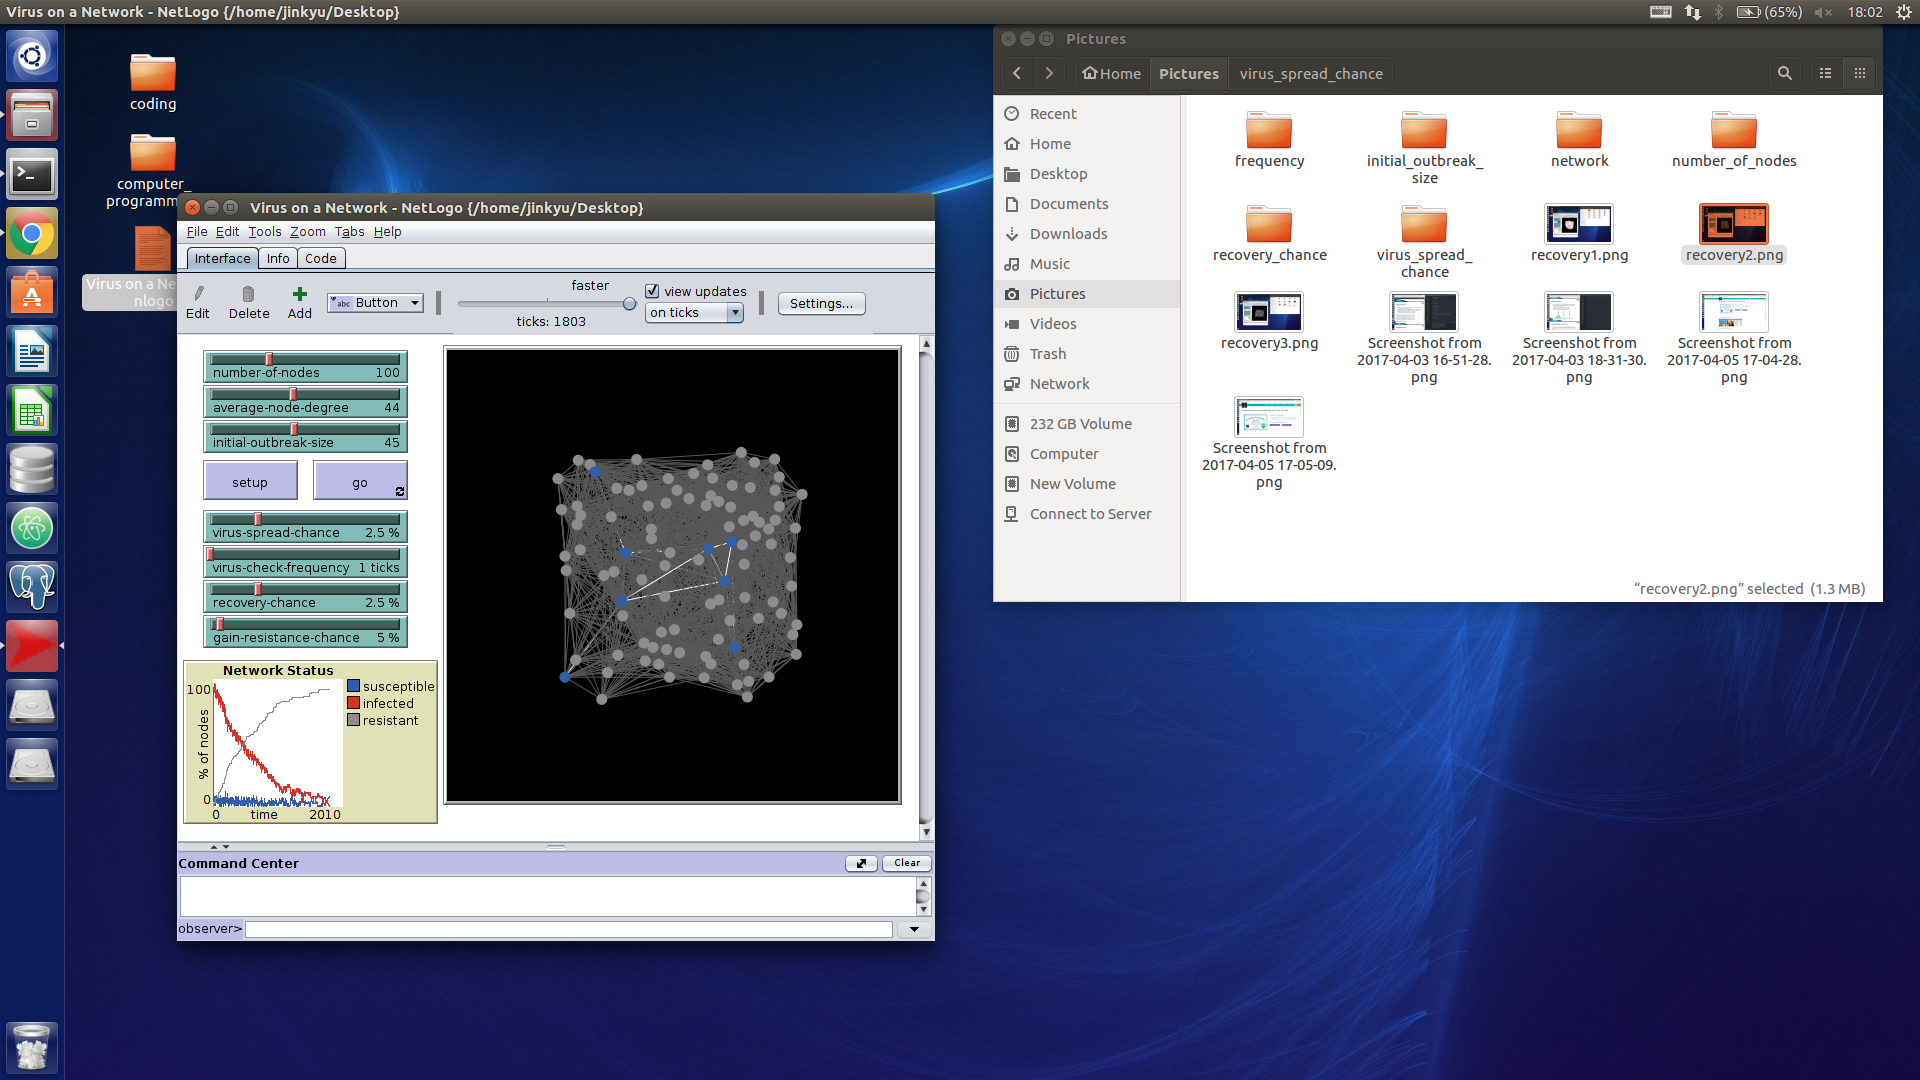 Virus on a Network - NetLogo {/home/jinkyu/Desktop}
(65%)
18:02
coding
computer_
programm
Virus on a Ne
nlogo
Virus on a Network - NetLogo {/home/jinkyu/Desktop}
File Edit Tools Zoom Tabs Help
Interface Info Code
Edit
Delete
Add
abc Button
faster
ticks: 1803
view updates
on ticks
Settings...
number-of-nodes 100
average-node-degree 44
initial-outbreak-size 45
setup
go
virus-spread-chance 2.5 %
virus-check-frequency 1 ticks
recovery-chance 2.5 %
gain-resistance-chance 5 %
Network Status
100
% of nodes
0
0 time 2010
susceptible
infected
resistant
Command Center
Clear
observer>
Pictures
Home Pictures virus_spread_chance
Recent
Home
Desktop
Documents
Downloads
Music
Pictures
Videos
Trash
Network
232 GB Volume
Computer
New Volume
Connect to Server
frequency
initial_outbreak_
size
network
number_of_nodes
recovery_chance
virus_spread_
chance
recovery1.png
recovery2.png
recovery3.png
Screenshot from
2017-04-03 16-51-28.
png
Screenshot from
2017-04-03 18-31-30.
png
Screenshot from
2017-04-05 17-04-28.
png
Screenshot from
2017-04-05 17-05-09.
png
“recovery2.png” selected (1.3 MB)